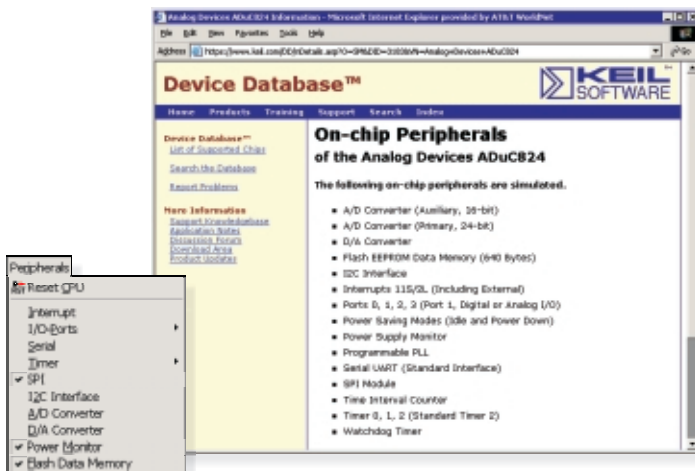 Analog Devices ADuC824 Information - Microsoft Internet Explorer provided by AT&T WorldNet
File Edit View Favorites Tools Help
Address
Go
Device Database™
KEIL
SOFTWARE
Home Products Training Support Search Index
Device Database™
List of Supported Chips
Search the Database
Report Problems
More Information
Support Knowledgebase
Application Notes
Discussion Forum
Download Area
Product Updates
On-chip Peripherals
of the Analog Devices ADuC824
The following on-chip peripherals are simulated.
A/D Converter (Auxiliary, 16-bit)
A/D Converter (Primary, 24-bit)
D/A Converter
Flash EEPROM Data Memory (640 Bytes)
I2C Interface
Interrupts 11S/2L (Including External)
Ports 0, 1, 2, 3 (Port 1, Digital or Analog I/O)
Power Saving Modes (Idle and Power Down)
Power Supply Monitor
Programmable PLL
Serial UART (Standard Interface)
SPI Module
Time Interval Counter
Timer 0, 1, 2 (Standard Timer 2)
Watchdog Timer
Peripherals
RST Reset CPU
Interrupt
I/O-Ports
Serial
Timer
SPI
I2C Interface
A/D Converter
D/A Converter
Power Monitor
Flash Data Memory